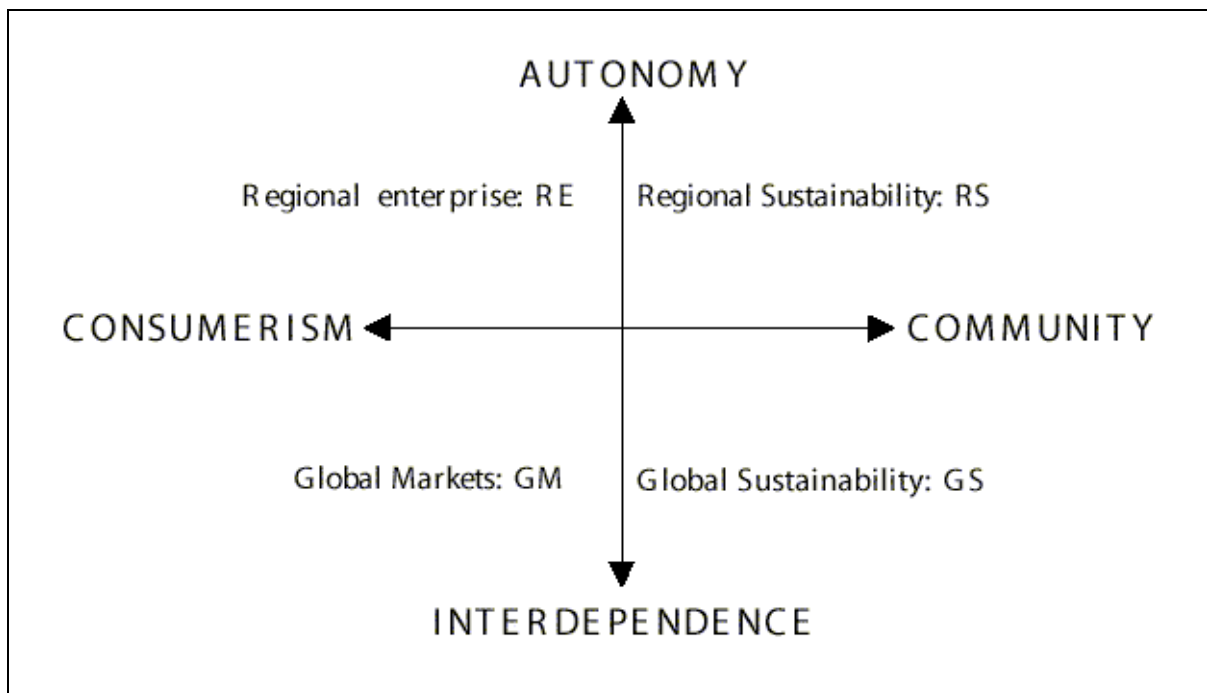 AUTONOMY
Regional enterprise: RE
Regional Sustainability: RS
CONSUMERISM
COMMUNITY
Global Markets: GM
Global Sustainability: GS
INTERDEPENDENCE